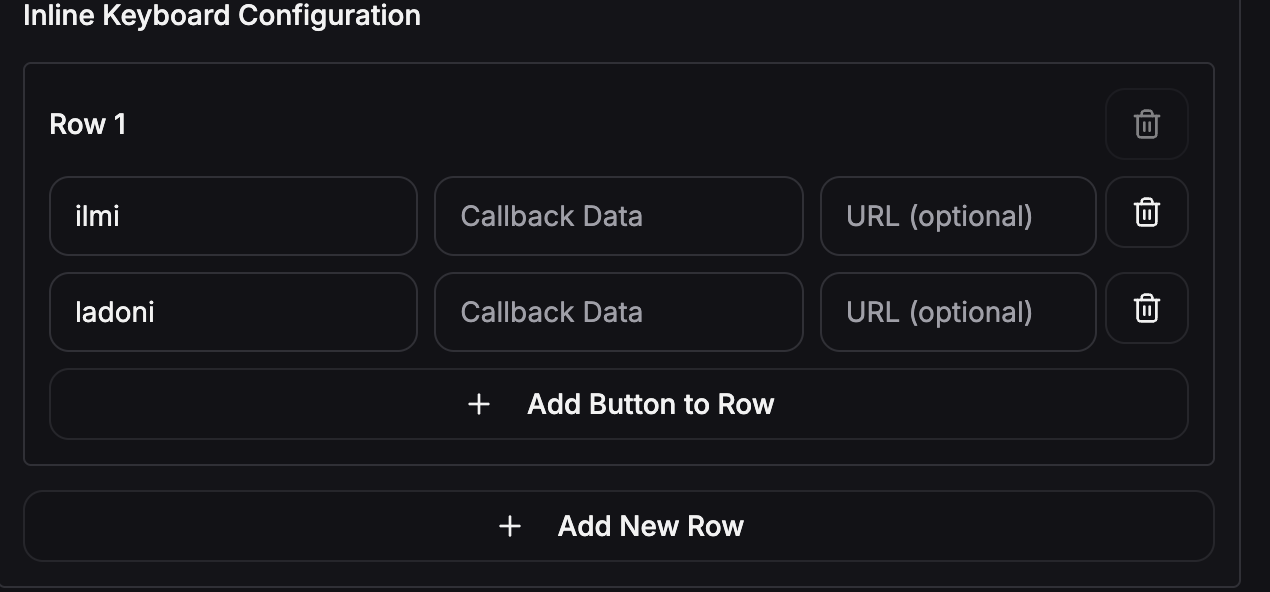 Inline Keyboard Configuration
Row 1
ilmi Callback Data URL (optional)
ladoni Callback Data URL (optional)
+ Add Button to Row
+ Add New Row